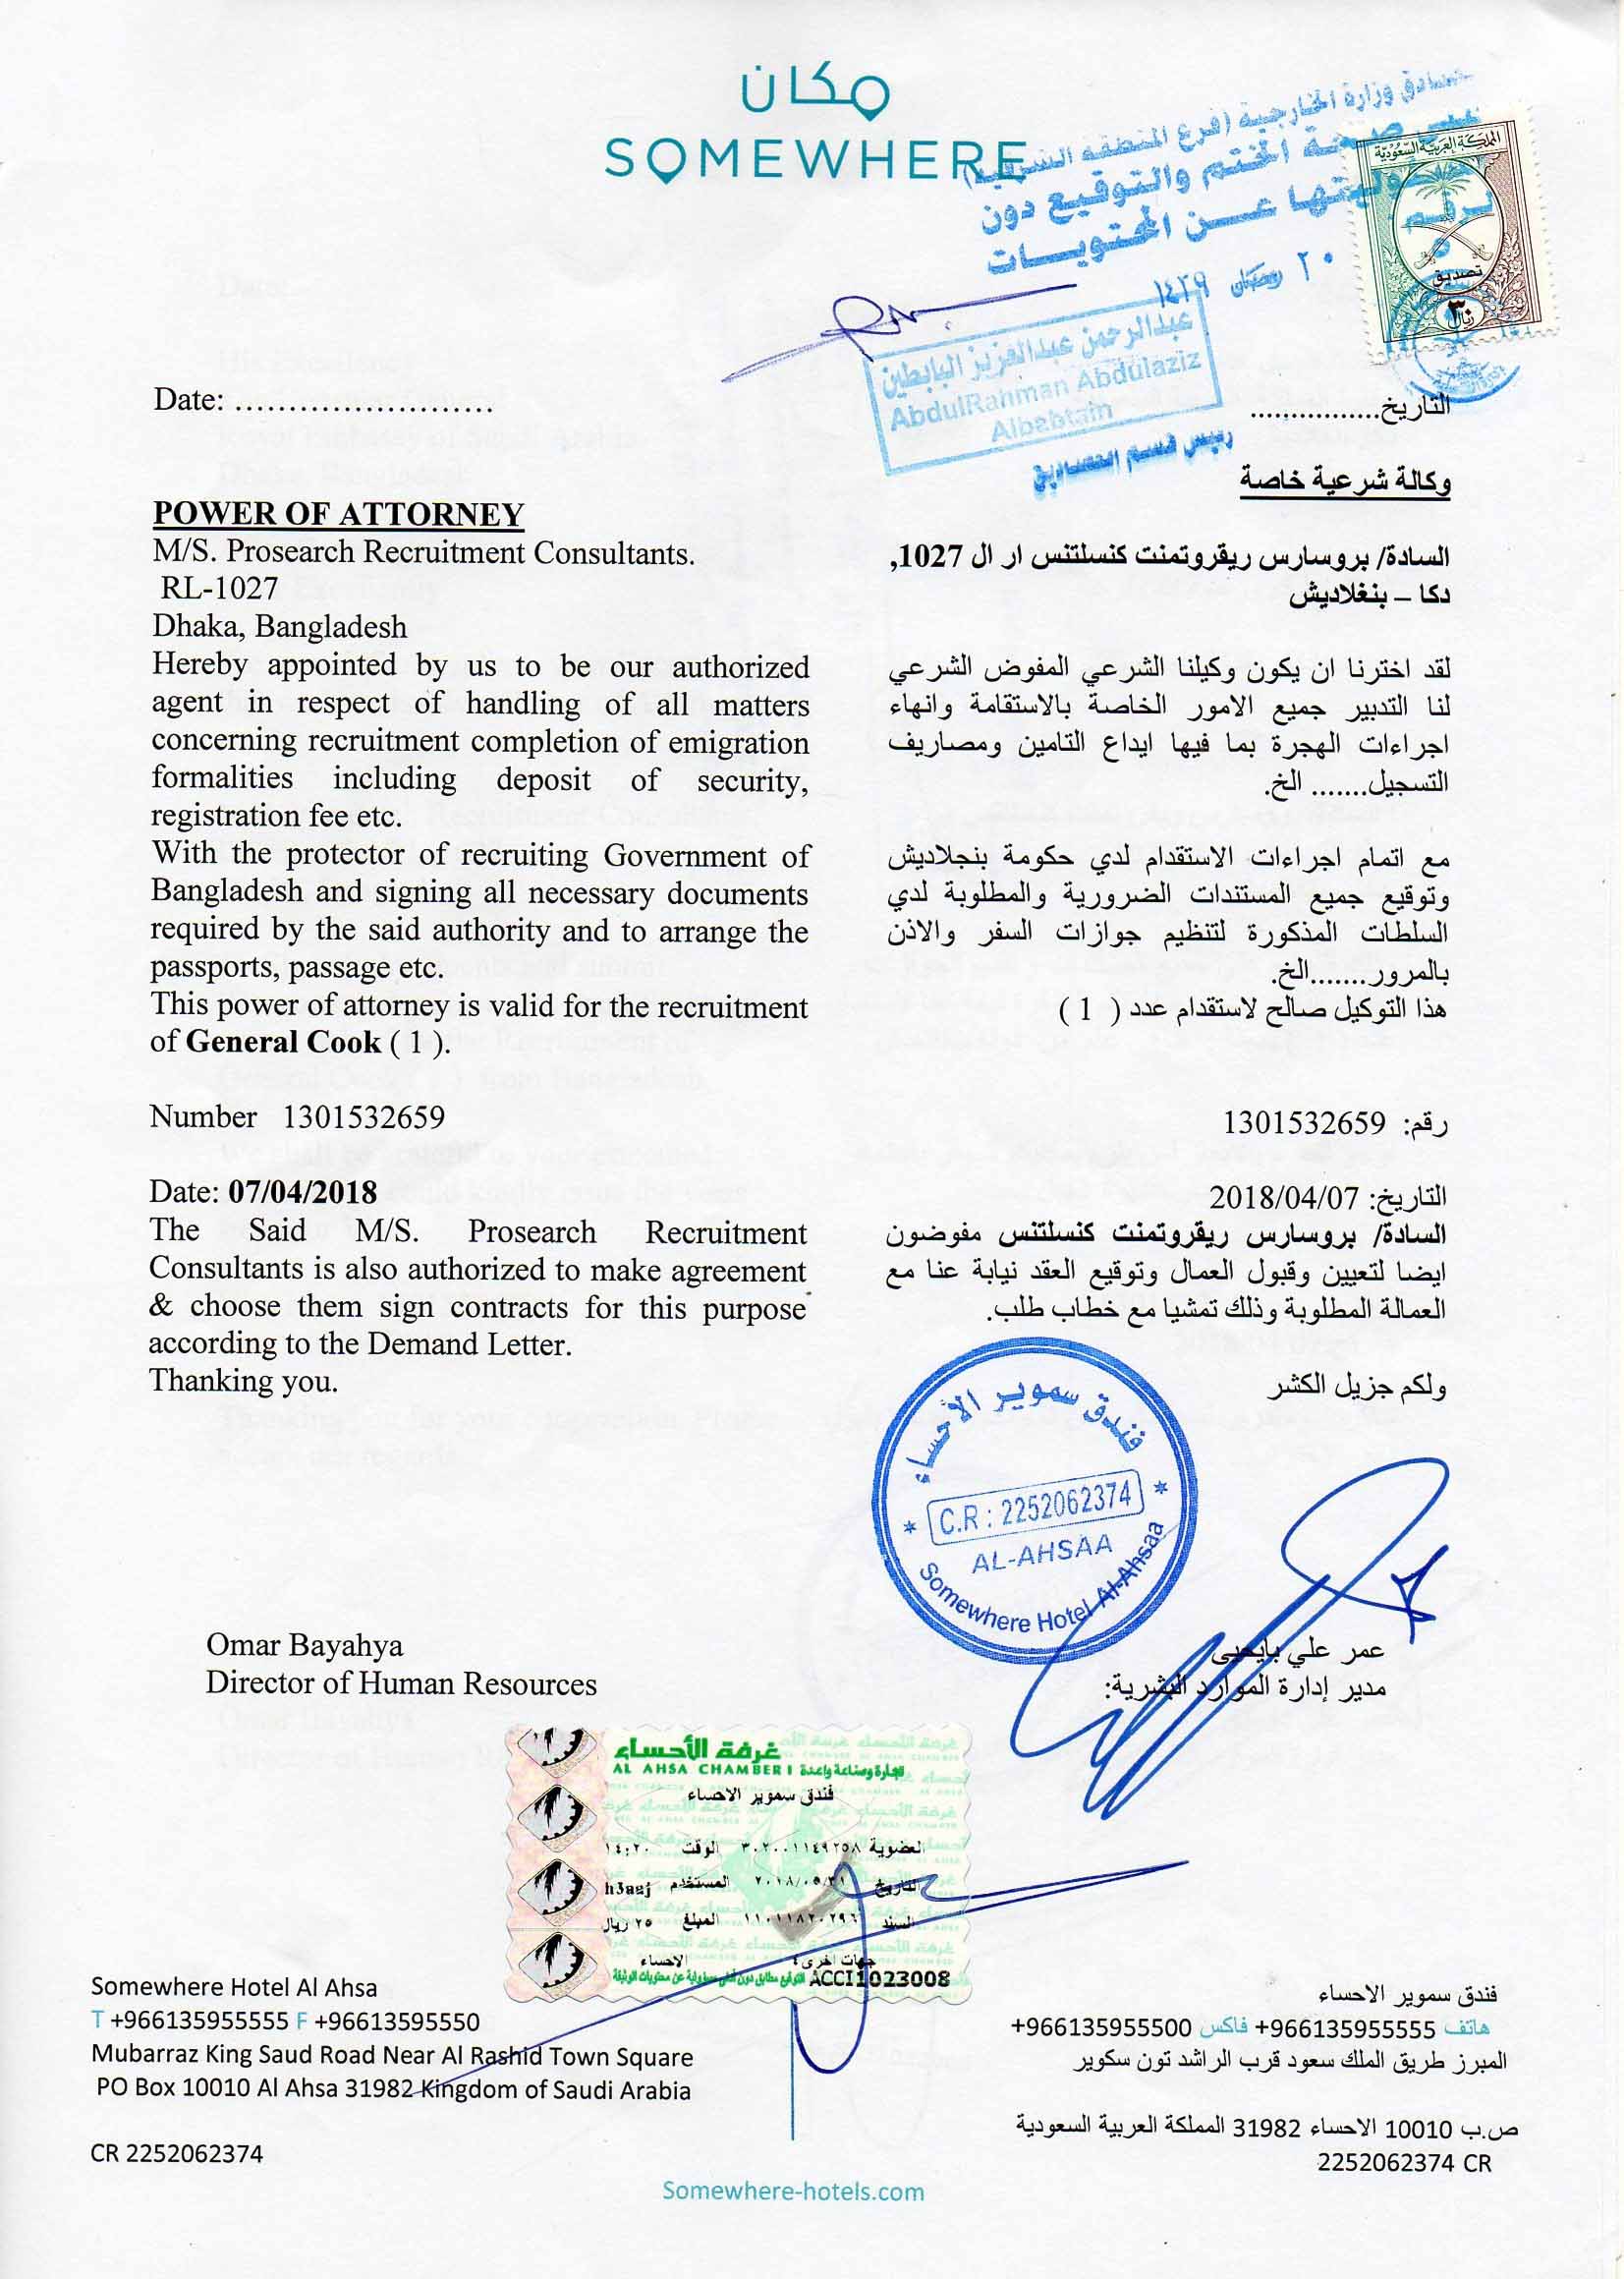 مكان
SOMEWHERE
تصادق وزارة الخارجية (فرع المنطقة الشرقية)
على صحة الختم والتوقيع دون
مسؤوليتها عـــن المحتويـــات
٢٠ رمضان ١٤٣٩
المملكة العربية السعودية
تصديق
٣
ريال
عبدالرحمن عبدالعزيز البابطين
AbdulRahman Abdulaziz
Albabtain
رئيس قسم التصاديق
Date: ........................
التاريخ................
وكالة شرعية خاصة
POWER OF ATTORNEY
M/S. Prosearch Recruitment Consultants.
RL-1027
Dhaka, Bangladesh
Hereby appointed by us to be our authorized
agent in respect of handling of all matters
concerning recruitment completion of emigration
formalities including deposit of security,
registration fee etc.
With the protector of recruiting Government of
Bangladesh and signing all necessary documents
required by the said authority and to arrange the
passports, passage etc.
This power of attorney is valid for the recruitment
of General Cook ( 1 ).
Number 1301532659
Date: 07/04/2018
The Said M/S. Prosearch Recruitment
Consultants is also authorized to make agreement
& choose them sign contracts for this purpose
according to the Demand Letter.
Thanking you.
السادة/ بروسارس ريقروتمنت كنسلتنس ار ال 1027,
دكا – بنغلاديش
لقد اخترنا ان يكون وكيلنا الشرعي المفوض الشرعي
لنا التدبير جميع الامور الخاصة بالاستقامة وانهاء
اجراءات الهجرة بما فيها ايداع التامين ومصاريف
التسجيل....... الخ.
مع اتمام اجراءات الاستقدام لدي حكومة بنجلاديش
وتوقيع جميع المستندات الضرورية والمطلوبة لدي
السلطات المذكورة لتنظيم جوازات السفر والاذن
بالمرور.......الخ.
هذا التوكيل صالح لاستقدام عدد ( 1 )
رقم: 1301532659
التاريخ: 2018/04/07
السادة/ بروسارس ريقروتمنت كنسلتنس مفوضون
ايضا لتعيين وقبول العمال وتوقيع العقد نيابة عنا مع
العمالة المطلوبة وذلك تمشيا مع خطاب طلب.
ولكم جزيل الكشر
فندق سموير الأحساء
C.R : 2252062374
AL-AHSAA
Somewhere Hotel Al-Ahsaa
Omar Bayahya
Director of Human Resources
عمر علي بايحيى
مدير إدارة الموارد البشرية:
غرفة الأحساء
AL AHSA CHAMBER تجارة وصناعة واعدة
فندق سموير الاحساء
العضوية ٣٠٢٠٠١١٤٩٢٥٨ الوقت ١٤:٢٠
التاريخ ٢٠١٨/٠٥/٣١ المستخدم h3aaj
السند ١١٠١١٨٢٠٢٩٦ المبلغ ٢٥ ريال
جهات اخرى٤ الاحساء
ACCI1023008
Somewhere Hotel Al Ahsa
T +966135955555 F +96613595550
Mubarraz King Saud Road Near Al Rashid Town Square
PO Box 10010 Al Ahsa 31982 Kingdom of Saudi Arabia
CR 2252062374
فندق سموير الاحساء
هاتف 966135955555+ فاكس 966135955500+
المبرز طريق الملك سعود قرب الراشد تون سكوير
ص.ب 10010 الاحساء 31982 المملكة العربية السعودية
2252062374 CR
Somewhere-hotels.com